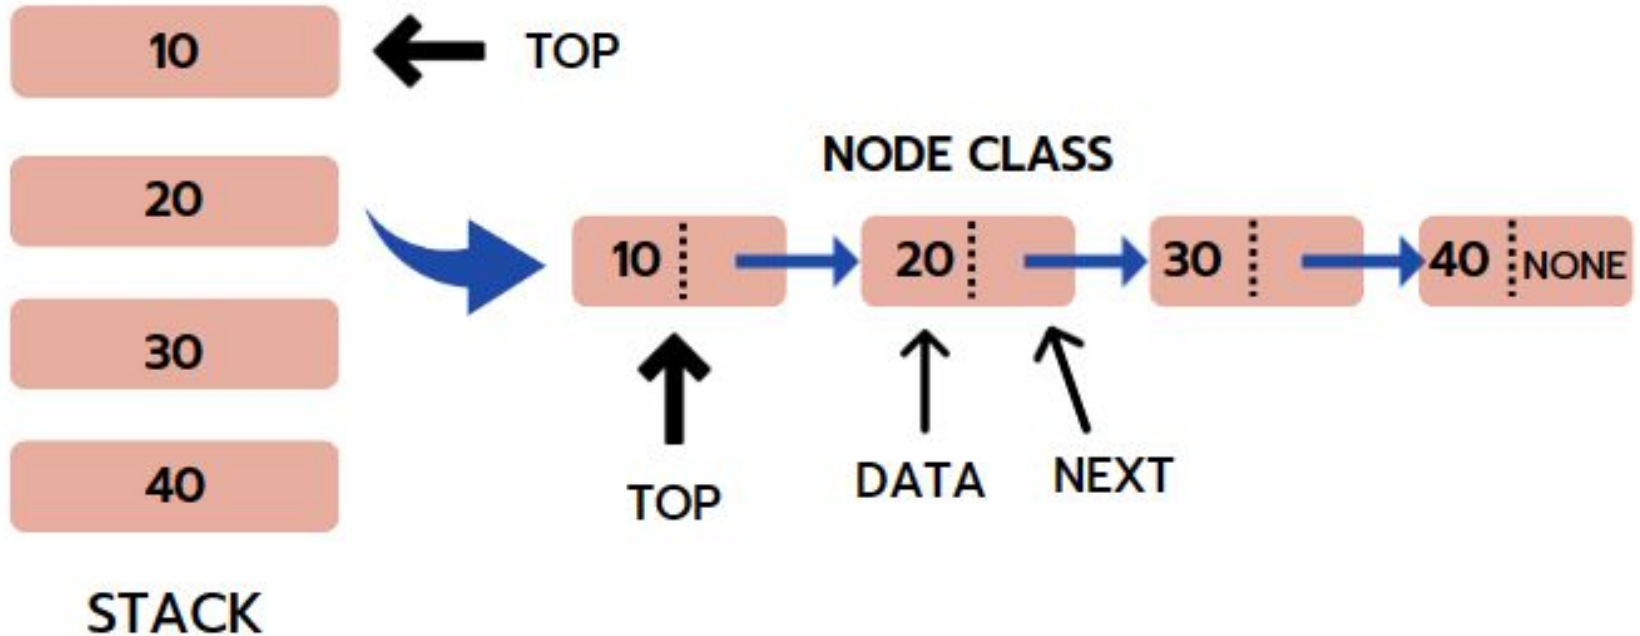 10
TOP
20
30
40
STACK
NODE CLASS
10
20
30
40 NONE
TOP
DATA
NEXT